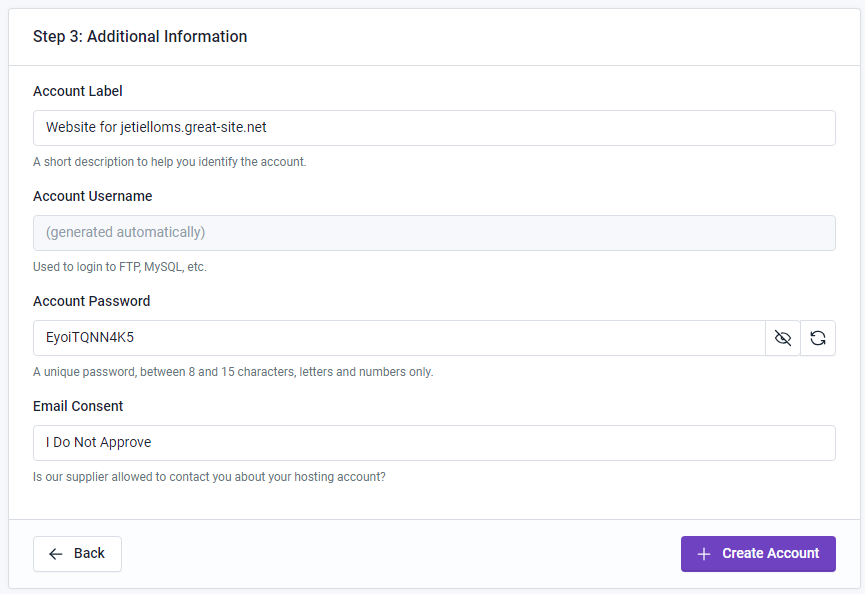 Step 3: Additional Information
Account Label
Website for jetielloms.great-site.net
A short description to help you identify the account.
Account Username
(generated automatically)
Used to login to FTP, MySQL, etc.
Account Password
EyoiTQNN4K5
A unique password, between 8 and 15 characters, letters and numbers only.
Email Consent
I Do Not Approve
Is our supplier allowed to contact you about your hosting account?
Back
Create Account